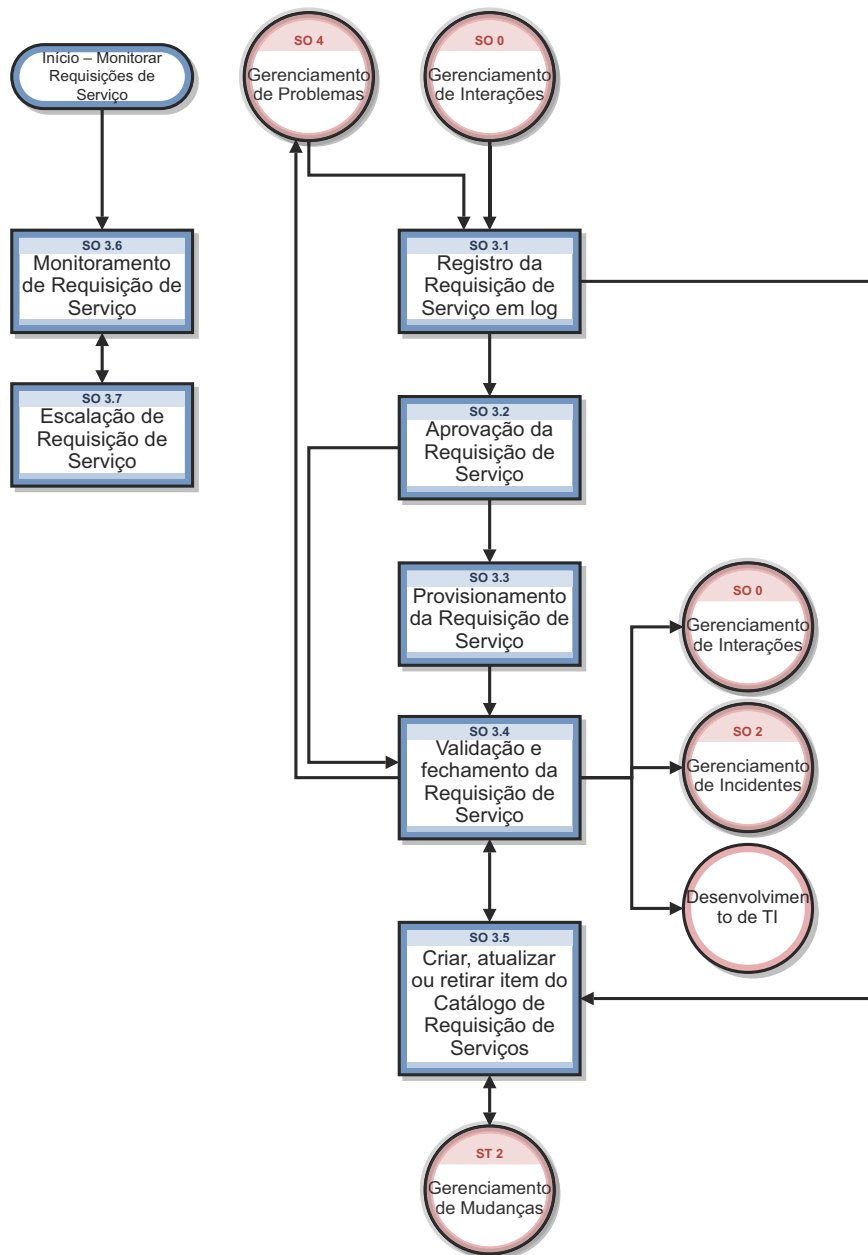 Início – Monitorar
Requisições de
Serviço
SO 4
Gerenciamento
de Problemas
SO 0
Gerenciamento
de Interações
SO 3.6
Monitoramento
de Requisição de
Serviço
SO 3.1
Registro da
Requisição de
Serviço em log
SO 3.7
Escalação de
Requisição de
Serviço
SO 3.2
Aprovação da
Requisição de
Serviço
SO 3.3
Provisionamento
da Requisição de
Serviço
SO 0
Gerenciamento
de Interações
SO 3.4
Validação e
fechamento da
Requisição de
Serviço
SO 2
Gerenciamento
de Incidentes
Desenvolvimen
to de TI
SO 3.5
Criar, atualizar
ou retirar item do
Catálogo de
Requisição de
Serviços
ST 2
Gerenciamento
de Mudanças